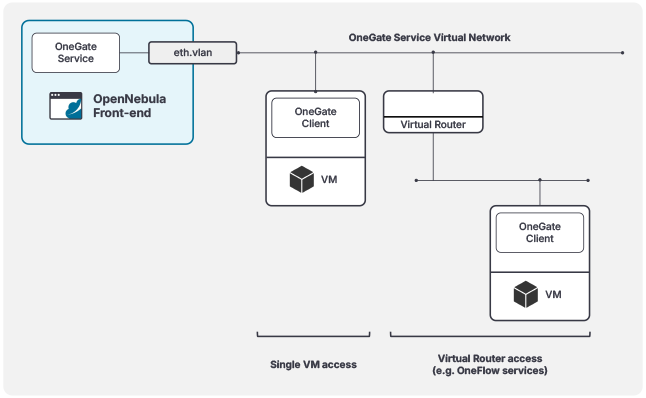 OneGate Service Virtual Network
OneGate
Service
eth.vlan
OpenNebula
Front-end
OneGate
Client
VM
Virtual Router
OneGate
Client
VM
Single VM access
Virtual Router access
(e.g. OneFlow services)